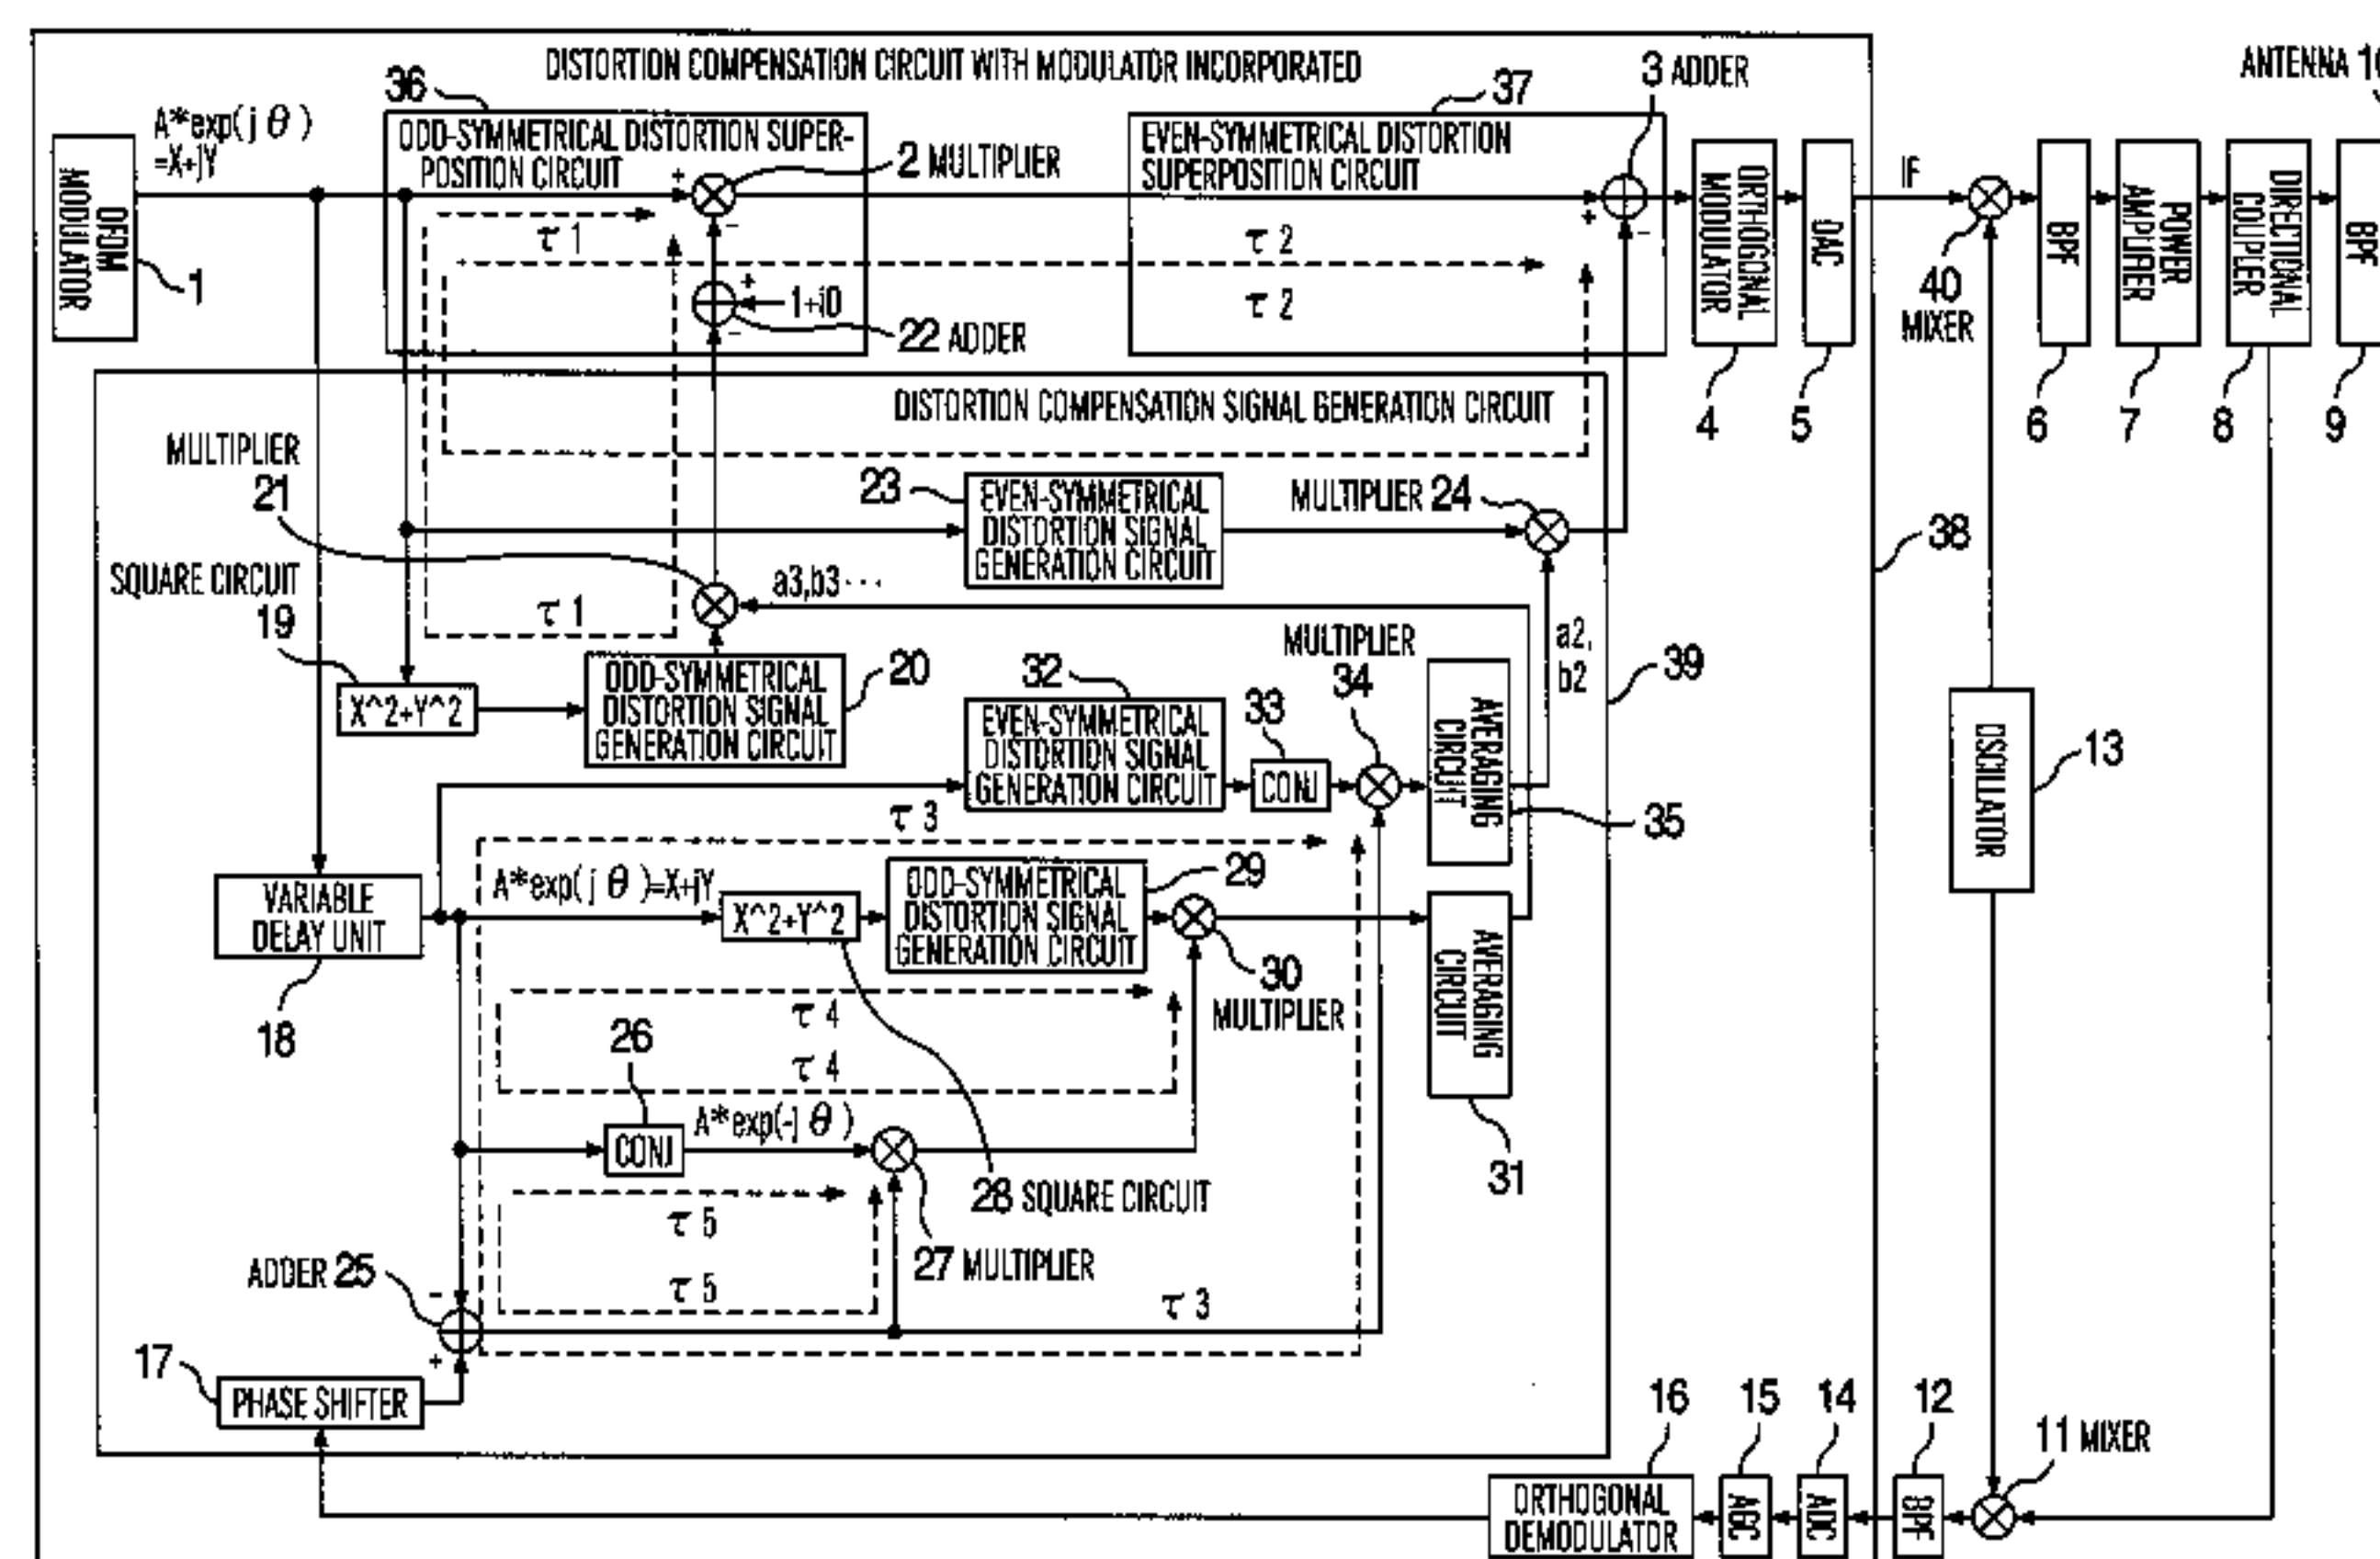 DISTORTION COMPENSATION CIRCUIT WITH MODULATOR INCORPORATED
A*exp(j θ)
=X+jY
OFDM
MODULATOR
1
36
ODD-SYMMETRICAL DISTORTION SUPER-
POSITION CIRCUIT
+
2 MULTIPLIER
-
τ 1
+
1+j0
-
22 ADDER
37
EVEN-SYMMETRICAL DISTORTION
SUPERPOSITION CIRCUIT
3 ADDER
+
-
τ 2
τ 2
ORTHOGONAL
MODULATOR
4
DAC
5
IF
40
MIXER
BPF
6
POWER
AMPLIFIER
7
DIRECTIONAL
COUPLER
8
BPF
9
ANTENNA
DISTORTION COMPENSATION SIGNAL GENERATION CIRCUIT
MULTIPLIER
21
23
EVEN-SYMMETRICAL
DISTORTION SIGNAL
GENERATION CIRCUIT
MULTIPLIER 24
38
SQUARE CIRCUIT
19
X^2+Y^2
τ 1
a3,b3...
ODD-SYMMETRICAL
DISTORTION SIGNAL
GENERATION CIRCUIT
20
32
EVEN-SYMMETRICAL
DISTORTION SIGNAL
GENERATION CIRCUIT
33
CONJ
MULTIPLIER
34
AVERAGING
CIRCUIT
35
a2,
b2
39
OSCILLATOR
13
VARIABLE
DELAY UNIT
18
τ 3
A*exp(j θ)=X+jY
X^2+Y^2
ODD-SYMMETRICAL
DISTORTION SIGNAL
GENERATION CIRCUIT
29
30
MULTIPLIER
AVERAGING
CIRCUIT
31
τ 4
τ 4
26
CONJ
A*exp(-j θ)
28 SQUARE CIRCUIT
27 MULTIPLIER
τ 5
τ 5
τ 3
ADDER 25
-
+
17
PHASE SHIFTER
16
ORTHOGONAL
DEMODULATOR
15
AGC
14
ADC
12
BPF
11 MIXER